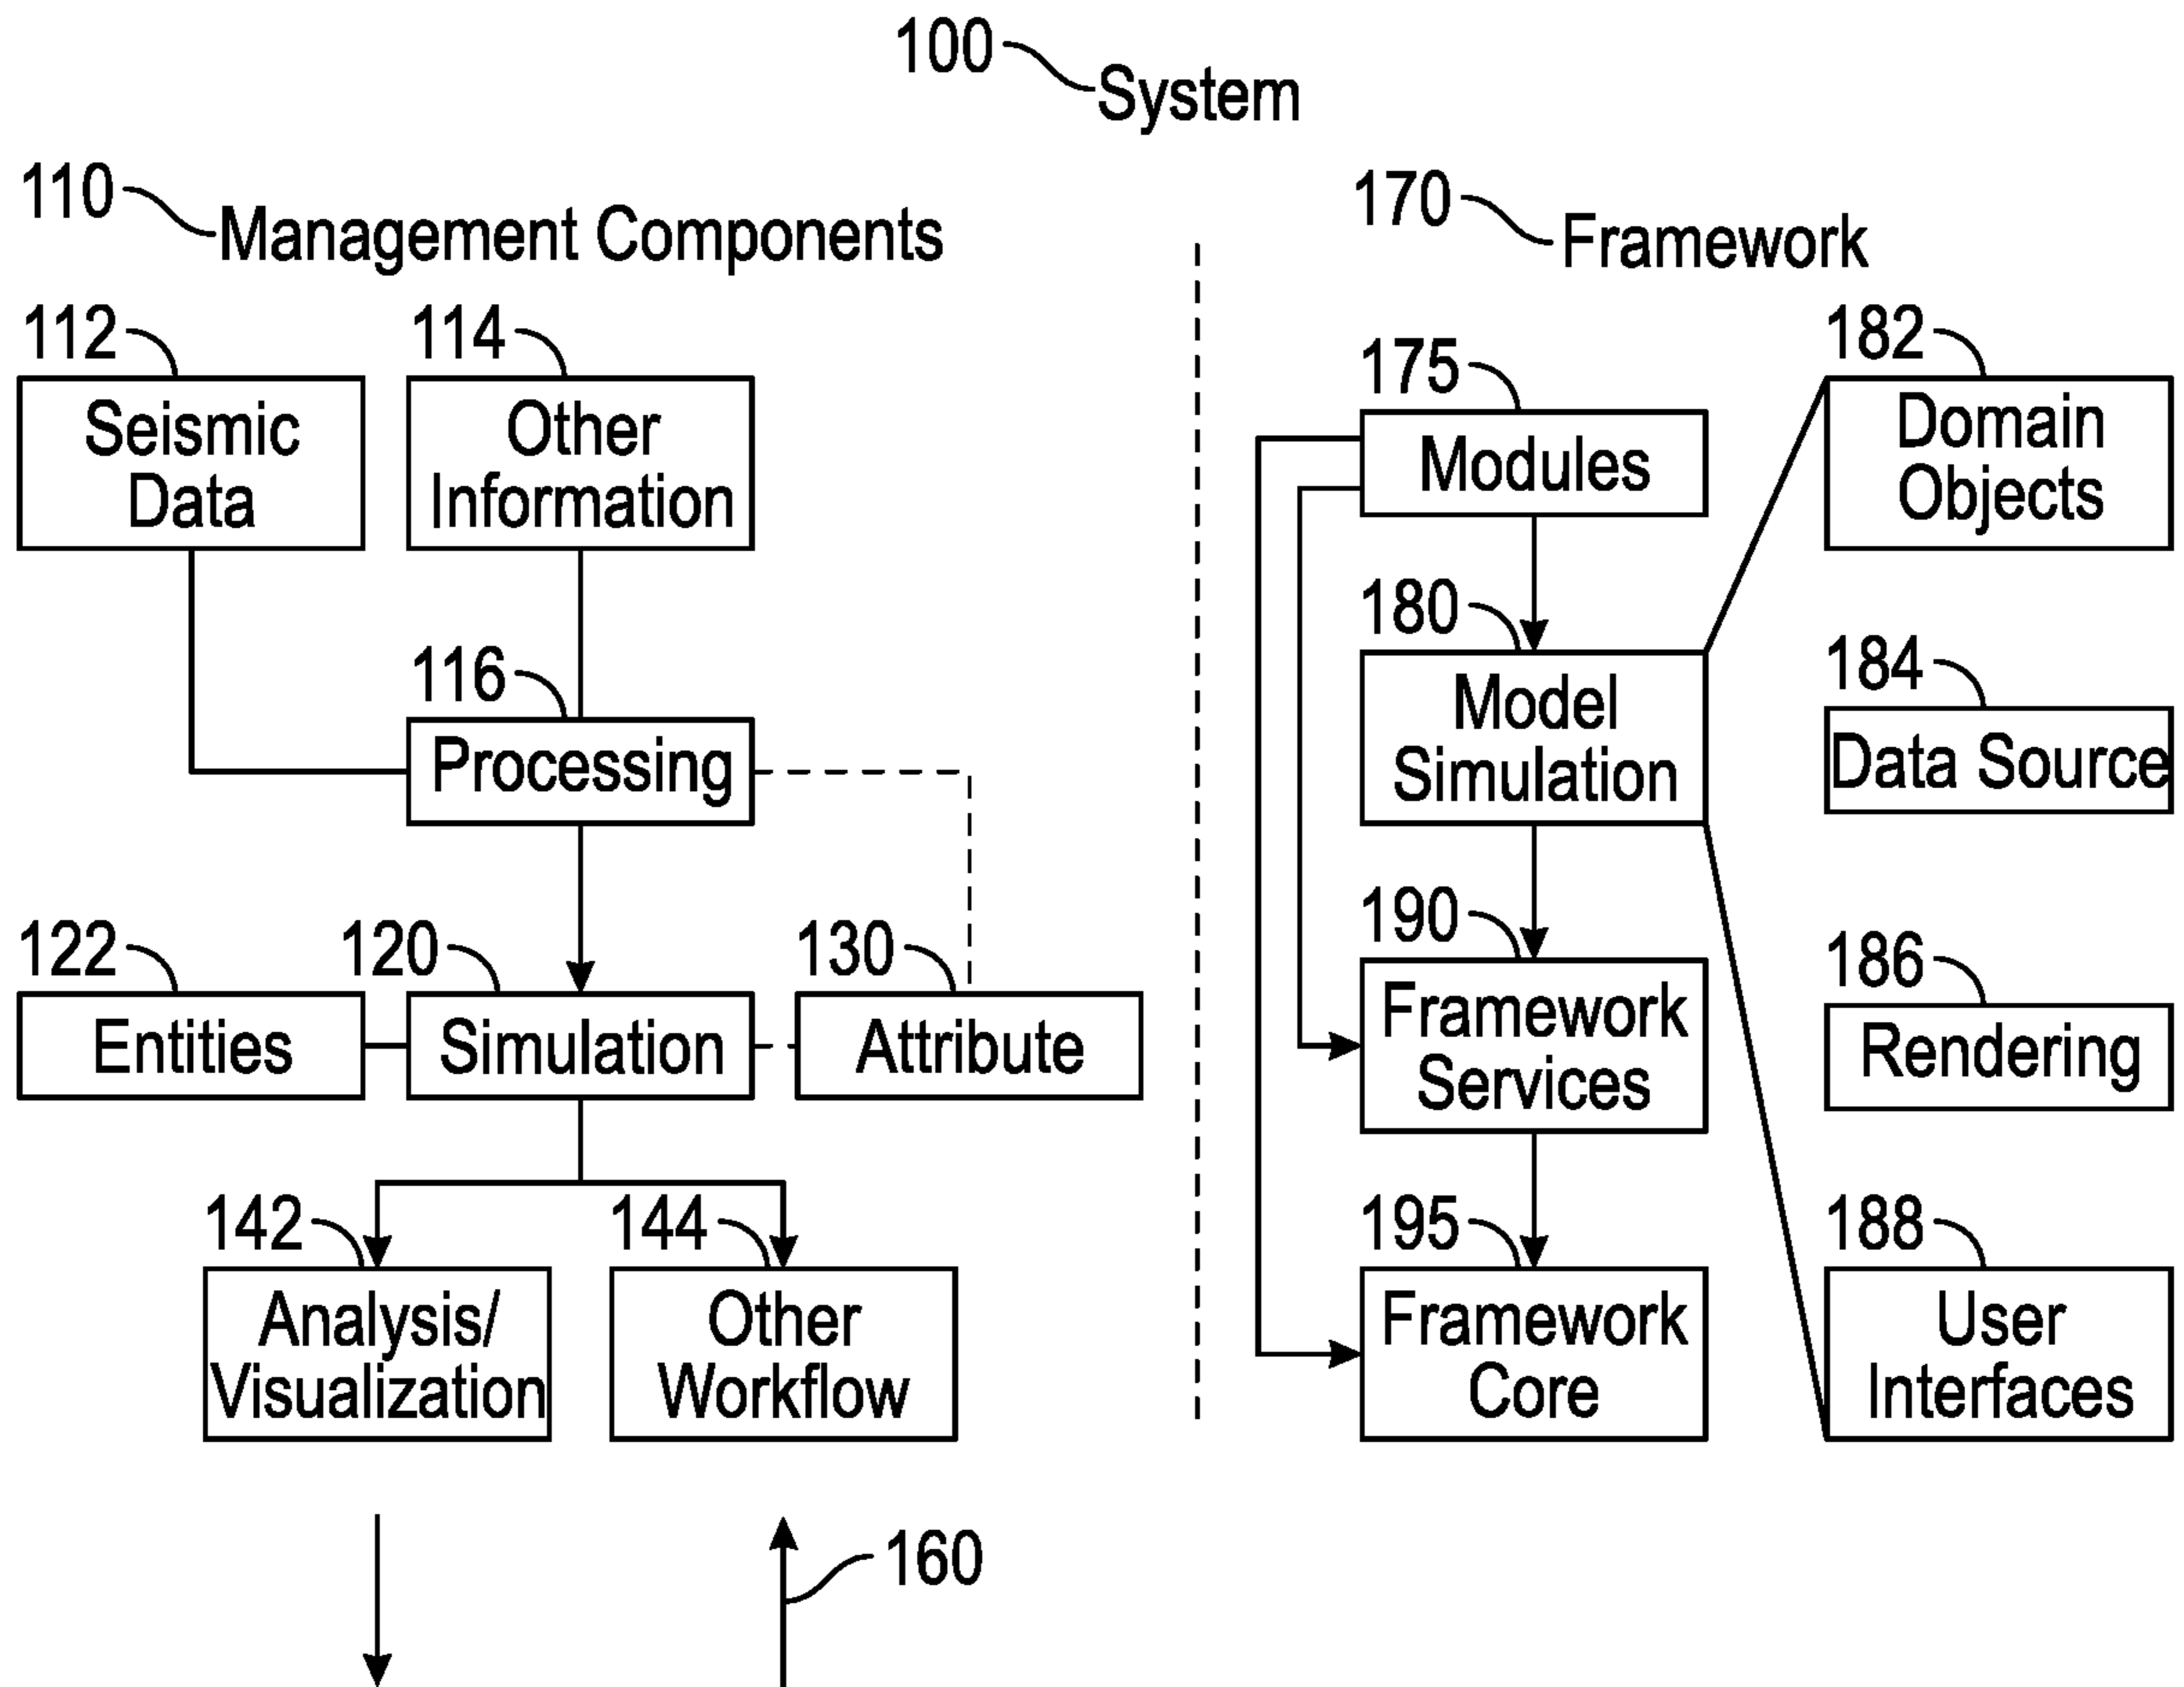 100
System
110
Management Components
112
Seismic
Data
114
Other
Information
116
Processing
122
Entities
120
Simulation
130
Attribute
142
Analysis/
Visualization
144
Other
Workflow
160
170
Framework
175
Modules
180
Model
Simulation
190
Framework
Services
195
Framework
Core
182
Domain
Objects
184
Data Source
186
Rendering
188
User
Interfaces